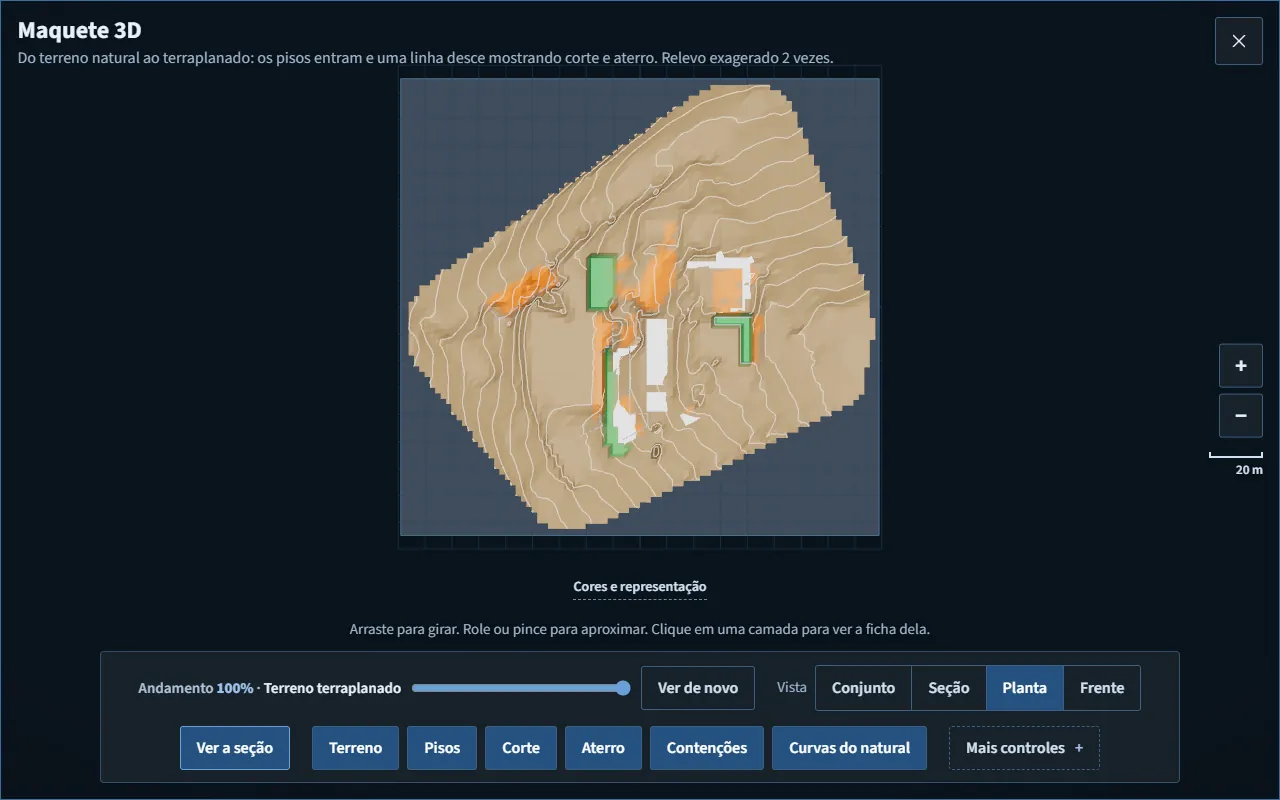 Maquete 3D
Do terreno natural ao terraplanado: os pisos entram e uma linha desce mostrando corte e aterro. Relevo exagerado 2 vezes.
+
−
20 m
Cores e representação
Arraste para girar. Role ou pince para aproximar. Clique em uma camada para ver a ficha dela.
Andamento 100% · Terreno terraplanado Ver de novo Vista Conjunto Seção Planta Frente
Ver a seção Terreno Pisos Corte Aterro Contenções Curvas do natural Mais controles +